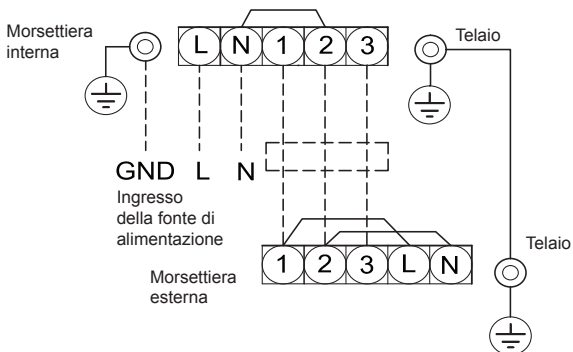 Morsettiera
interna
L N 1 2 3
Telaio
GND L N
Ingresso
della fonte di
alimentazione
1 2 3 L N
Telaio
Morsettiera
esterna